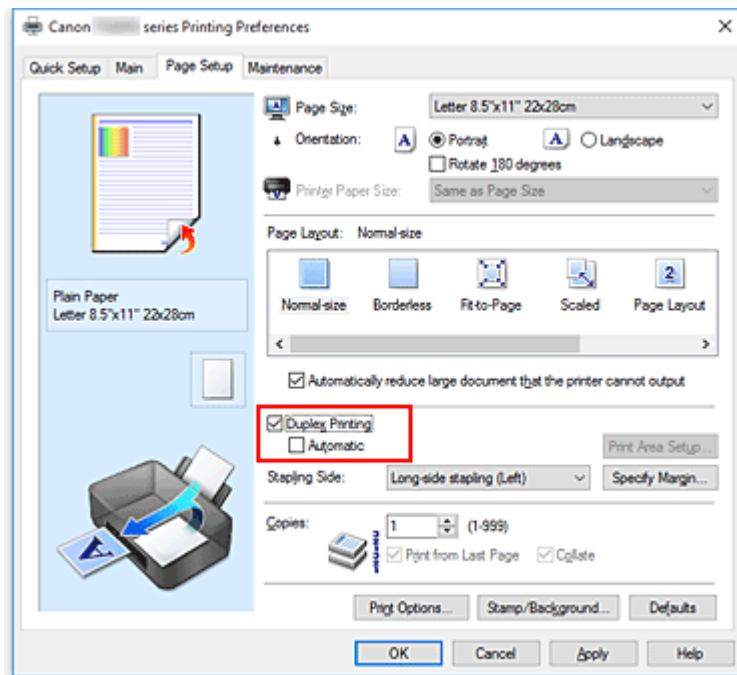 Canon series Printing Preferences
Quick Setup Main Page Setup Maintenance
Page Size: Letter 8.5"x11" 22x28cm
Orientation: A Portrait A Landscape
Rotate 180 degrees
Printer Paper Size: Same as Page Size
Page Layout: Normal-size
Normal-size Borderless Fit-to-Page Scaled Page Layout
Plain Paper
Letter 8.5"x11" 22x28cm
Automatically reduce large document that the printer cannot output
Duplex Printing
Automatic
Print Area Setup...
Stapling Side: Long-side stapling (Left) Specify Margin...
Copies: 1 (1-999)
Print from Last Page Collate
Print Options... Stamp/Background... Defaults
OK Cancel Apply Help